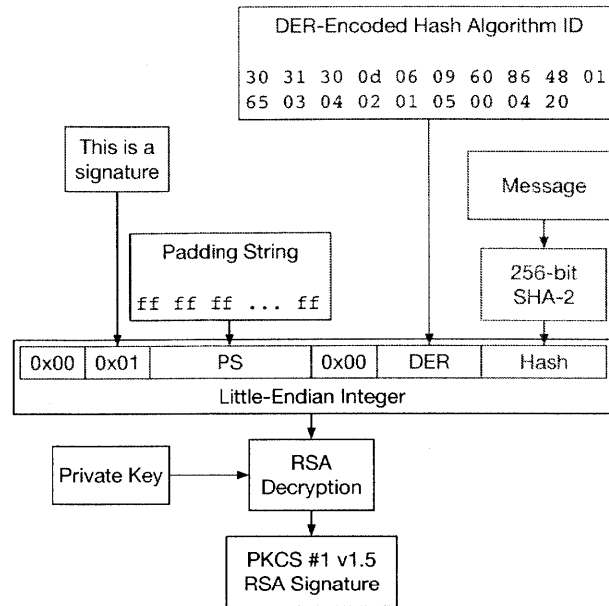 DER-Encoded Hash Algorithm ID
30 31 30 0d 06 09 60 86 48 01
65 03 04 02 01 05 00 04 20
This is a
signature
Message
Padding String
ff ff ff ... ff
256-bit
SHA-2
0x00 0x01 PS 0x00 DER Hash
Little-Endian Integer
Private Key
RSA
Decryption
PKCS #1 v1.5
RSA Signature